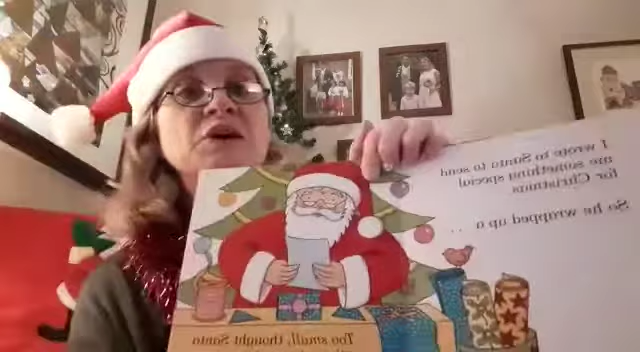 I wrote to Santa to send
me something special
for Christmas
So he wrapped up a ...
Too small, thought Santa